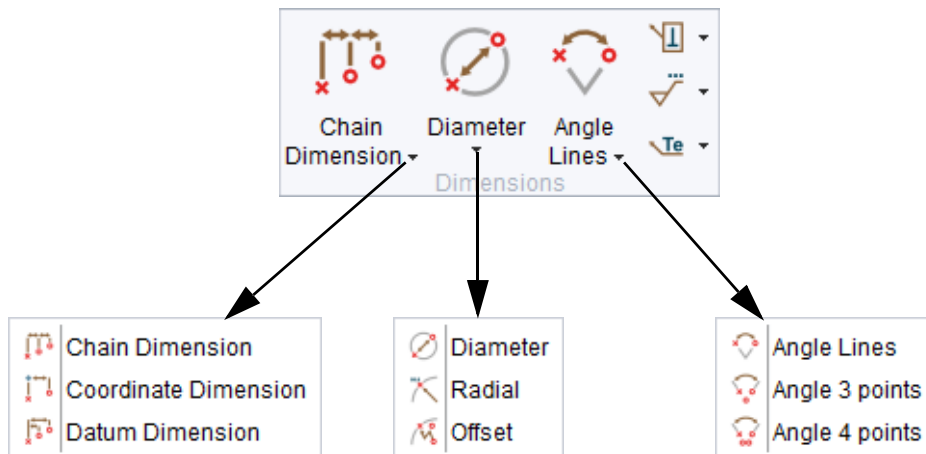 Chain
Dimension
Diameter
Angle
Lines
Te
Dimensions
Chain Dimension
Coordinate Dimension
Datum Dimension
Diameter
Radial
Offset
Angle Lines
Angle 3 points
Angle 4 points